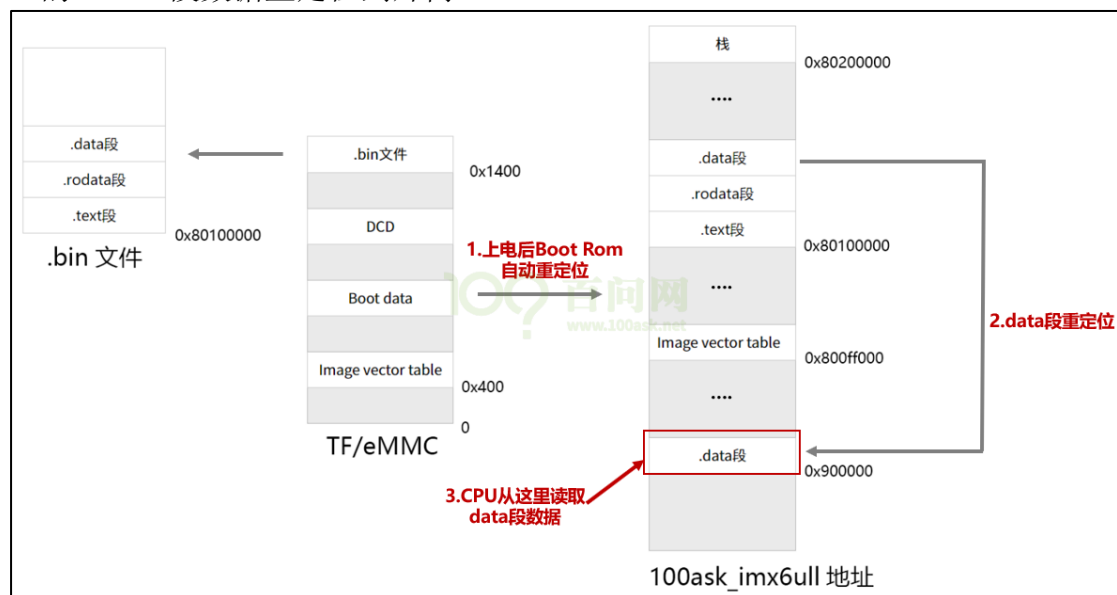 .data段
.rodata段
.text段
0x80100000
.bin 文件
.bin文件
0x1400
DCD
Boot data
Image vector table
0x400
0
TF/eMMC
1.上电后Boot Rom
自动重定位
百问网
www.100ask.net
栈
0x80200000
....
.data段
.rodata段
.text段
0x80100000
....
Image vector table
0x800ff000
....
.data段
0x900000
2.data段重定位
3.CPU从这里读取
data段数据
100ask_imx6ull 地址